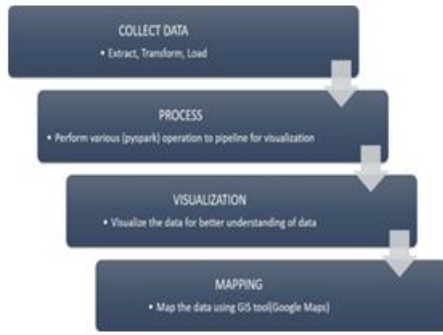 COLLECT DATA
• Extract, Transform, Load
PROCESS
• Perform various (pyspark) operation to pipeline for visualization
VISUALIZATION
• Visualize the data for better understanding of data
MAPPING
• Map the data using GIS tool(Google Maps)